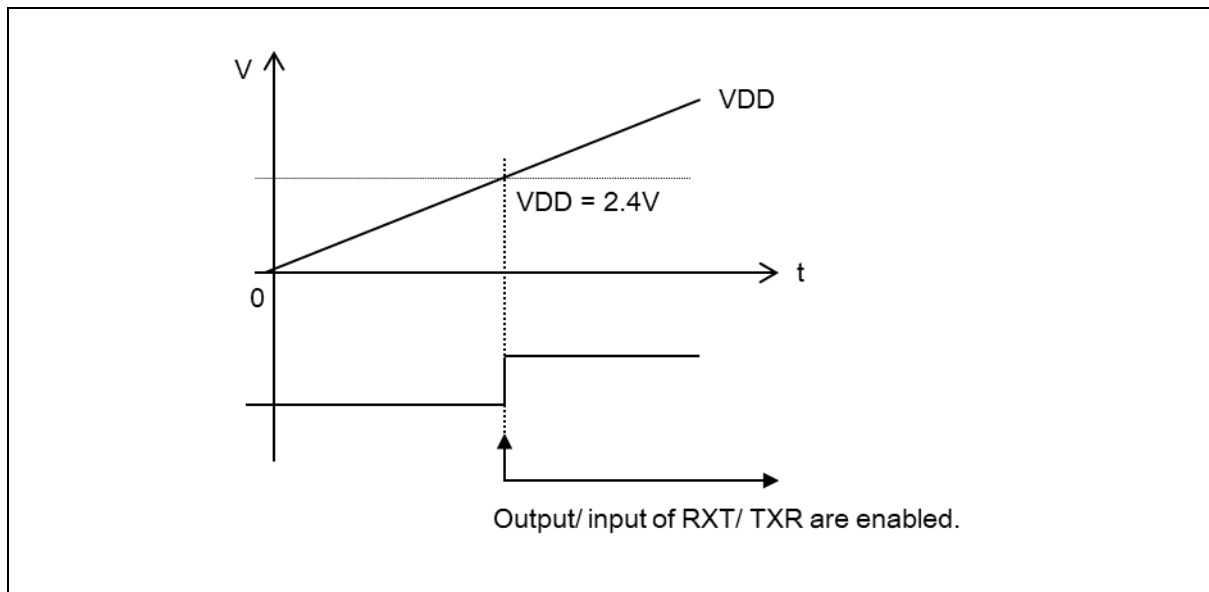 V
VDD
VDD = 2.4V
t
0
Output/ input of RXT/ TXR are enabled.